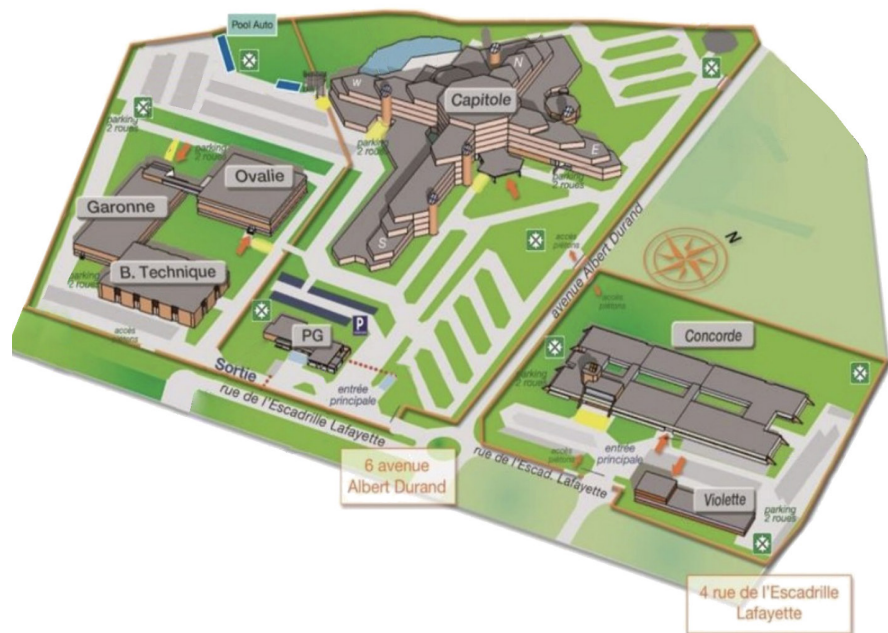 Pool Auto
N
W
Capitole
parking
2 roues
parking
2 roues
parking
2 roues
E
parking
2 roues
Ovalie
Garonne
S
accès
piétons
avenue Albert Durand
N
B. Technique
parking
2 roues
accès
piétons
PG
P
Concorde
accès
piétons
Sortie
entrée
principale
parking
2 roues
rue de l'Escadrille Lafayette
accès
piétons
entrée
principale
rue de l'Escad. Lafayette
6 avenue
Albert Durand
Violette
parking
2 roues
4 rue de l'Escadrille
Lafayette